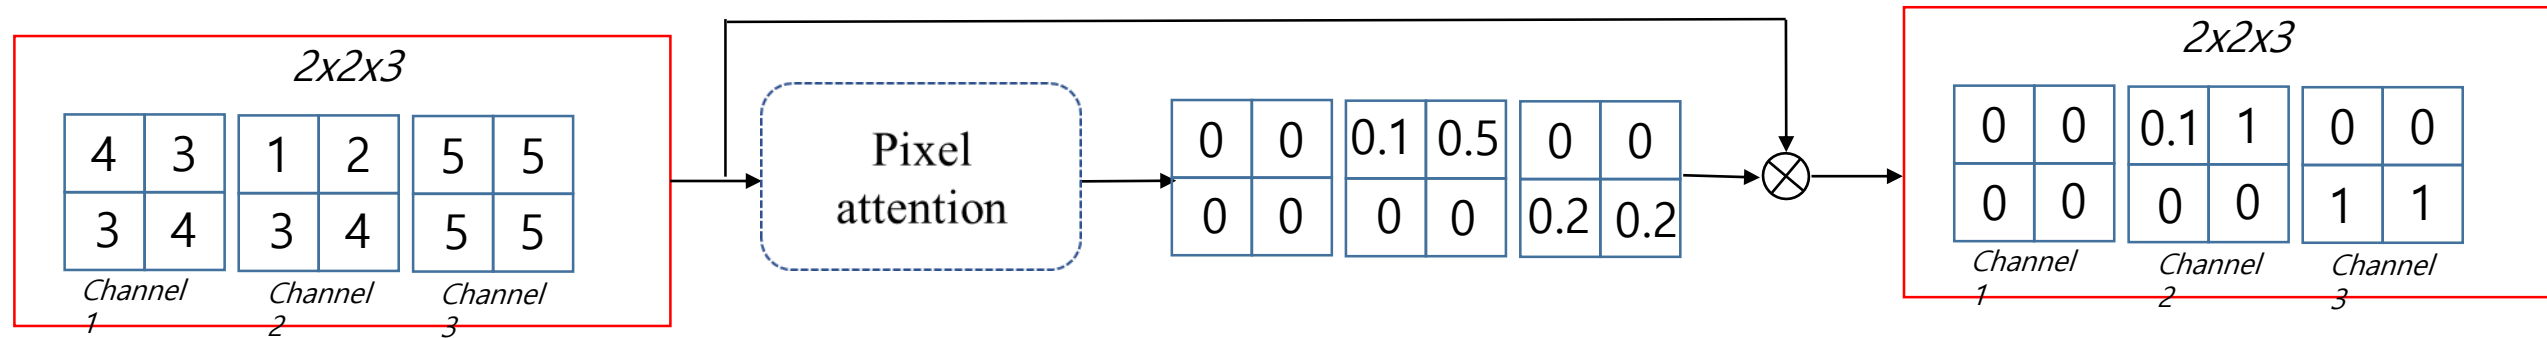 2x2x3
4 3 1 2 5 5
3 4 3 4 5 5
Channel 1
Channel 2
Channel 3
Pixel
attention
0 0 0.1 0.5 0 0
0 0 0 0 0.2 0.2
2x2x3
0 0 0.1 1 0 0
0 0 0 0 1 1
Channel 1
Channel 2
Channel 3